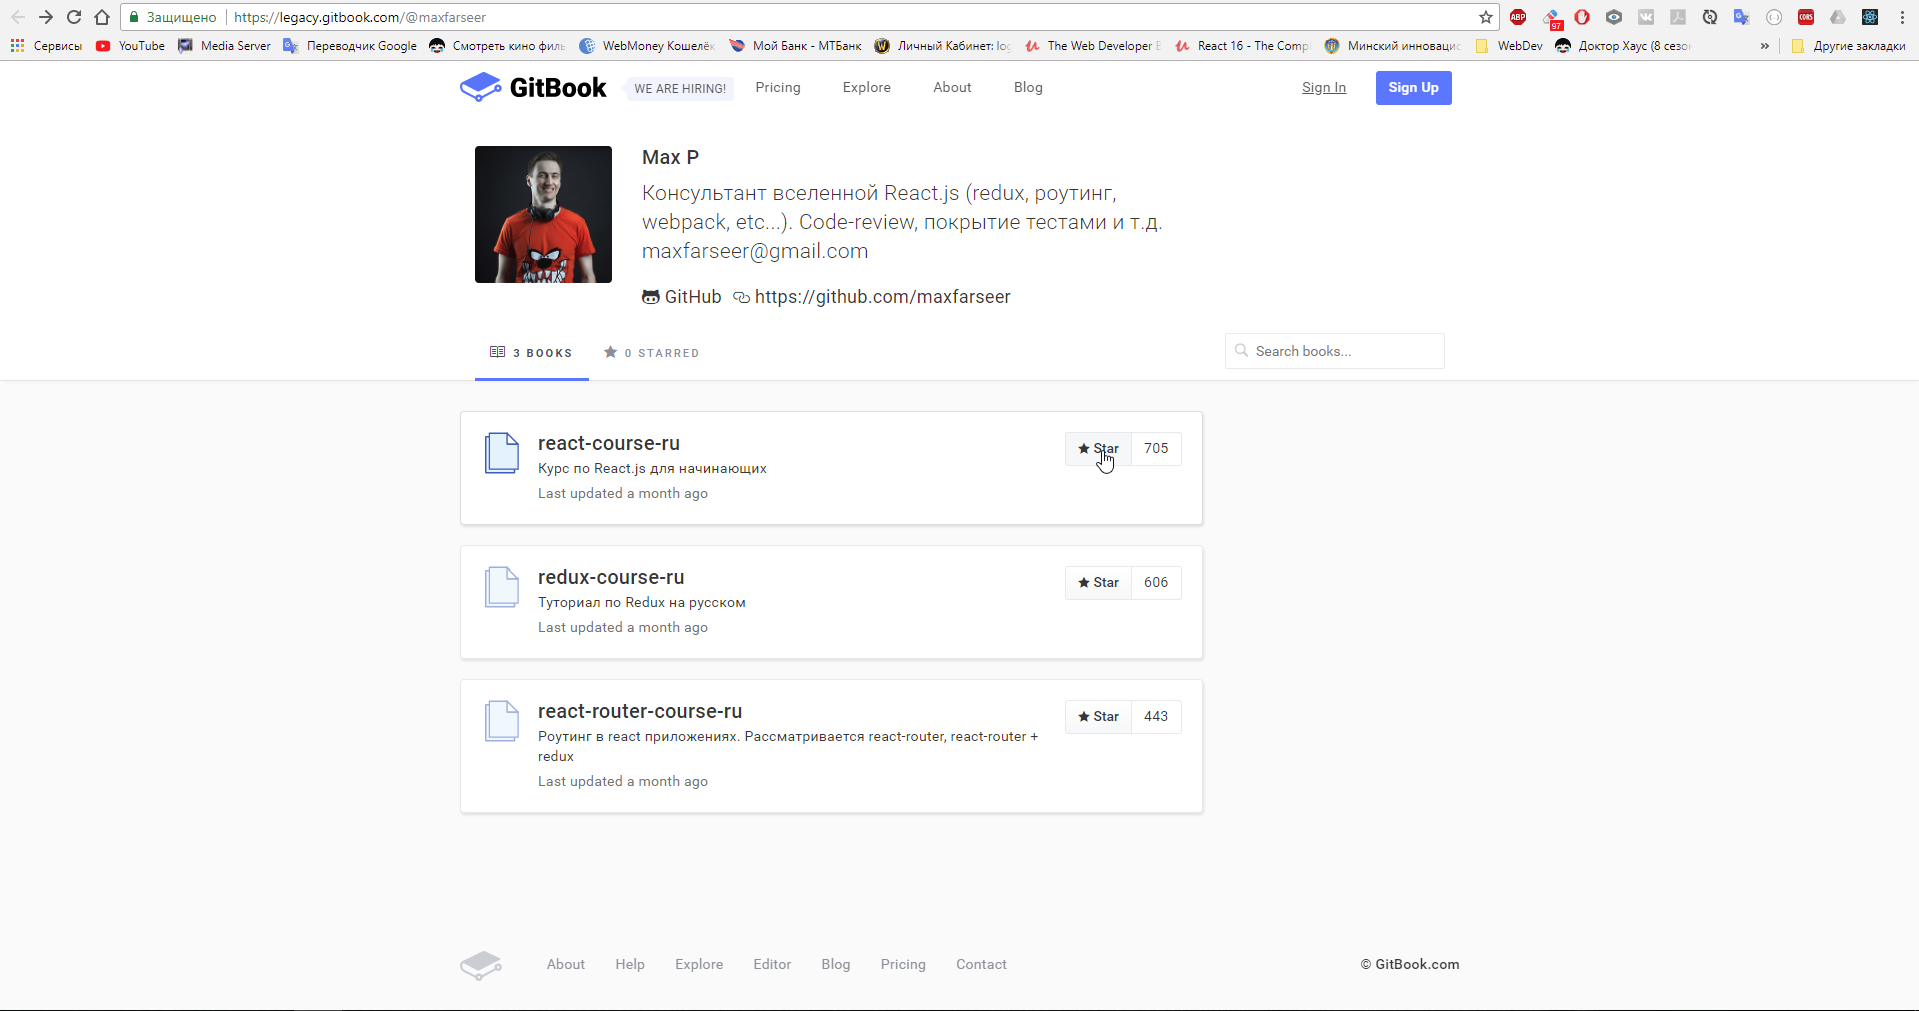 Защищено https://legacy.gitbook.com/@maxfarseer
ABP 97 CORS
Сервисы YouTube Media Server Переводчик Google Смотреть кино филь WebMoney Кошелёк Мой Банк - МТБанк Личный Кабинет: log The Web Developer React 16 - The Comp Минский инновацис WebDev Доктор Хаус (8 сезон » Другие закладки
GitBook WE ARE HIRING! Pricing Explore About Blog Sign In Sign Up
Max P
Консультант вселенной React.js (redux, роутинг,
webpack, etc...). Code-review, покрытие тестами и т.д.
maxfarseer@gmail.com
GitHub https://github.com/maxfarseer
3 BOOKS 0 STARRED Search books...
react-course-ru Star 705
Курс по React.js для начинающих
Last updated a month ago
redux-course-ru Star 606
Туториал по Redux на русском
Last updated a month ago
react-router-course-ru Star 443
Роутинг в react приложениях. Рассматривается react-router, react-router +
redux
Last updated a month ago
About Help Explore Editor Blog Pricing Contact © GitBook.com